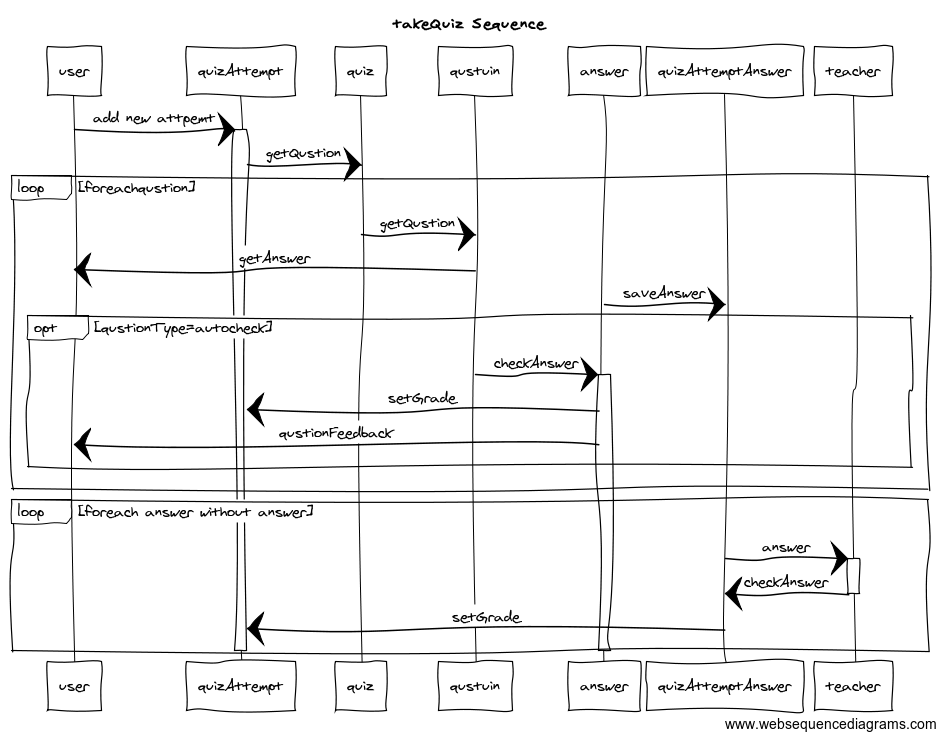 takeQuiz Sequence
user quizAttempt quiz qustuin answer quizAttemptAnswer teacher
add new attpemt
getQustion
loop [foreachqustion]
getQustion
getAnswer
saveAnswer
opt [qustionType=autocheck]
checkAnswer
setGrade
qustionFeedback
loop [foreach answer without answer]
answer
checkAnswer
setGrade
user quizAttempt quiz qustuin answer quizAttemptAnswer teacher
www.websequencediagrams.com